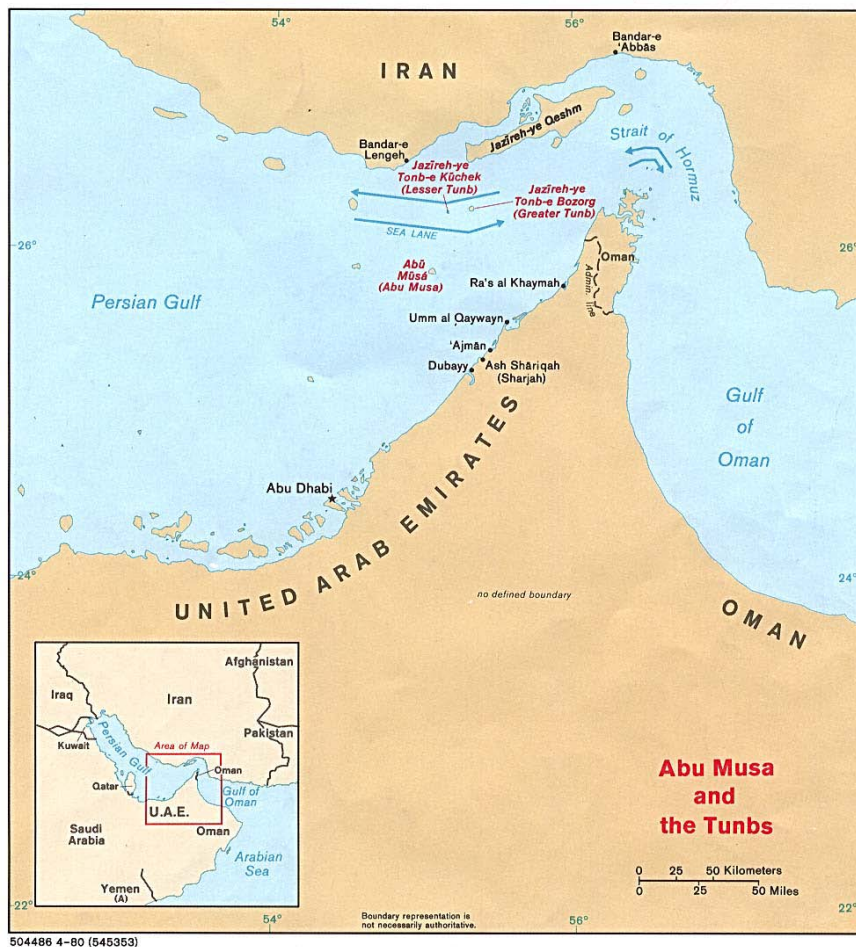 54°
56°
Bandar-e
'Abbās
IRAN
Jazīreh-ye Qeshm
Strait of Hormuz
Bandar-e
Lengeh
Jazīreh-ye
Tonb-e Kūchek
(Lesser Tunb)
Jazīreh-ye
Tonb-e Bozorg
(Greater Tunb)
SEA LANE
26°
26°
Oman
Admin. line
Abū
Mūsá
(Abu Musa)
Ra's al Khaymah
Persian Gulf
Umm al Qaywayn
'Ajmān
Dubayy
Ash Shāriqah
(Sharjah)
Gulf
of
Oman
Abu Dhabi
UNITED ARAB EMIRATES
24°
24°
no defined boundary
OMAN
Afghanistan
Iraq
Iran
Pakistan
Kuwait
Persian Gulf
Area of Map
Oman
Qatar
Gulf of
Oman
U.A.E.
Saudi
Arabia
Oman
Arabian
Sea
Yemen
(A)
Abu Musa
and
the Tunbs
0 25 50 Kilometers
0 25 50 Miles
22°
22°
54°
56°
Boundary representation is
not necessarily authoritative.
504486 4-80 (545353)